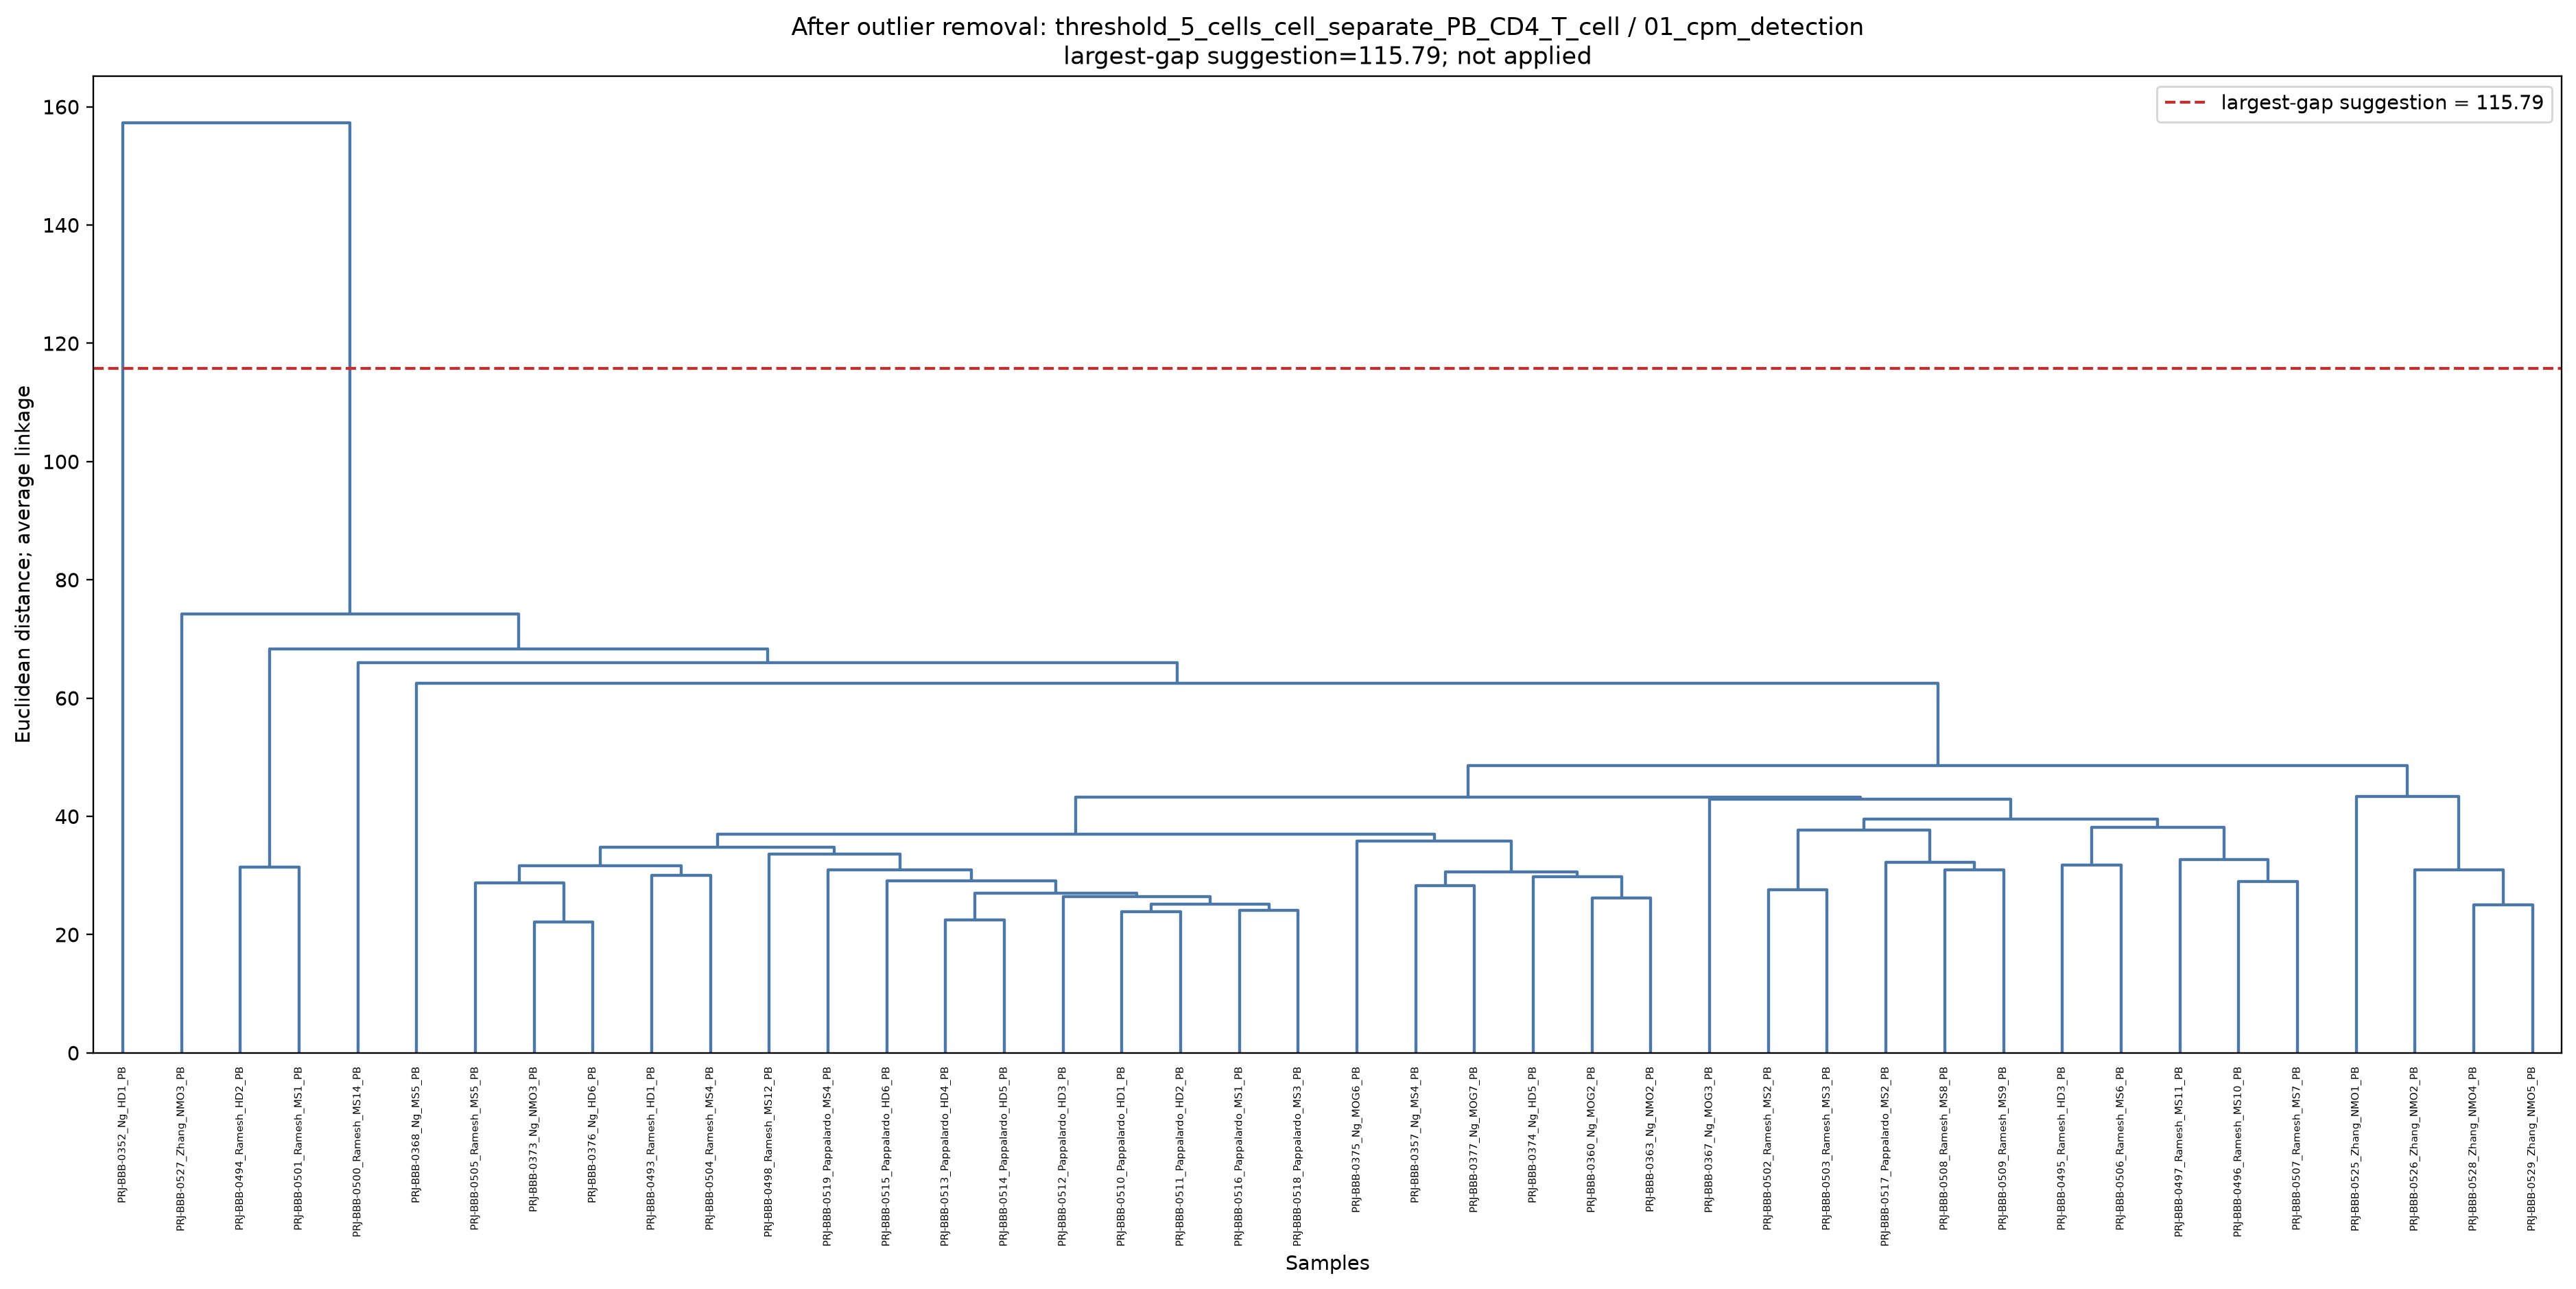 After outlier removal: threshold_5_cells_cell_separate_PB_CD4_T_cell / 01_cpm_detection
largest-gap suggestion=115.79; not applied
largest-gap suggestion = 115.79
Euclidean distance; average linkage
160
140
120
100
80
60
40
20
0
PRJ-BBB-0352_Ng_HD1_PB
PRJ-BBB-0527_Zhang_NMO3_PB
PRJ-BBB-0494_Ramesh_HD2_PB
PRJ-BBB-0501_Ramesh_MS1_PB
PRJ-BBB-0500_Ramesh_MS14_PB
PRJ-BBB-0368_Ng_MS5_PB
PRJ-BBB-0505_Ramesh_MS5_PB
PRJ-BBB-0373_Ng_NMO3_PB
PRJ-BBB-0376_Ng_HD6_PB
PRJ-BBB-0493_Ramesh_HD1_PB
PRJ-BBB-0504_Ramesh_MS4_PB
PRJ-BBB-0498_Ramesh_MS12_PB
PRJ-BBB-0519_Pappalardo_MS4_PB
PRJ-BBB-0515_Pappalardo_HD6_PB
PRJ-BBB-0513_Pappalardo_HD4_PB
PRJ-BBB-0514_Pappalardo_HD5_PB
PRJ-BBB-0512_Pappalardo_HD3_PB
PRJ-BBB-0510_Pappalardo_HD1_PB
PRJ-BBB-0511_Pappalardo_HD2_PB
PRJ-BBB-0516_Pappalardo_MS1_PB
PRJ-BBB-0518_Pappalardo_MS3_PB
PRJ-BBB-0375_Ng_MOG6_PB
PRJ-BBB-0357_Ng_MS4_PB
PRJ-BBB-0377_Ng_MOG7_PB
PRJ-BBB-0374_Ng_HD5_PB
PRJ-BBB-0360_Ng_MOG2_PB
PRJ-BBB-0363_Ng_NMO2_PB
PRJ-BBB-0367_Ng_MOG3_PB
PRJ-BBB-0502_Ramesh_MS2_PB
PRJ-BBB-0503_Ramesh_MS3_PB
PRJ-BBB-0517_Pappalardo_MS2_PB
PRJ-BBB-0508_Ramesh_MS8_PB
PRJ-BBB-0509_Ramesh_MS9_PB
PRJ-BBB-0495_Ramesh_HD3_PB
PRJ-BBB-0506_Ramesh_MS6_PB
PRJ-BBB-0497_Ramesh_MS11_PB
PRJ-BBB-0496_Ramesh_MS10_PB
PRJ-BBB-0507_Ramesh_MS7_PB
PRJ-BBB-0525_Zhang_NMO1_PB
PRJ-BBB-0526_Zhang_NMO2_PB
PRJ-BBB-0528_Zhang_NMO4_PB
PRJ-BBB-0529_Zhang_NMO5_PB
Samples